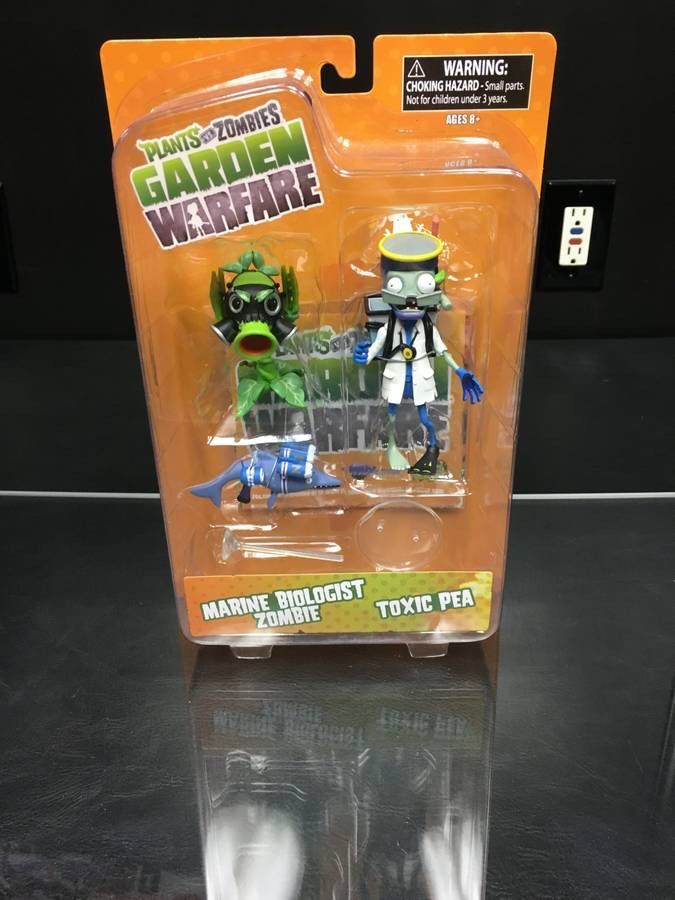 WARNING:
CHOKING HAZARD - Small parts.
Not for children under 3 years.
AGES 8+
PLANTS VS. ZOMBIES
GARDEN
WARFARE
MARINE BIOLOGIST
ZOMBIE
TOXIC PEA